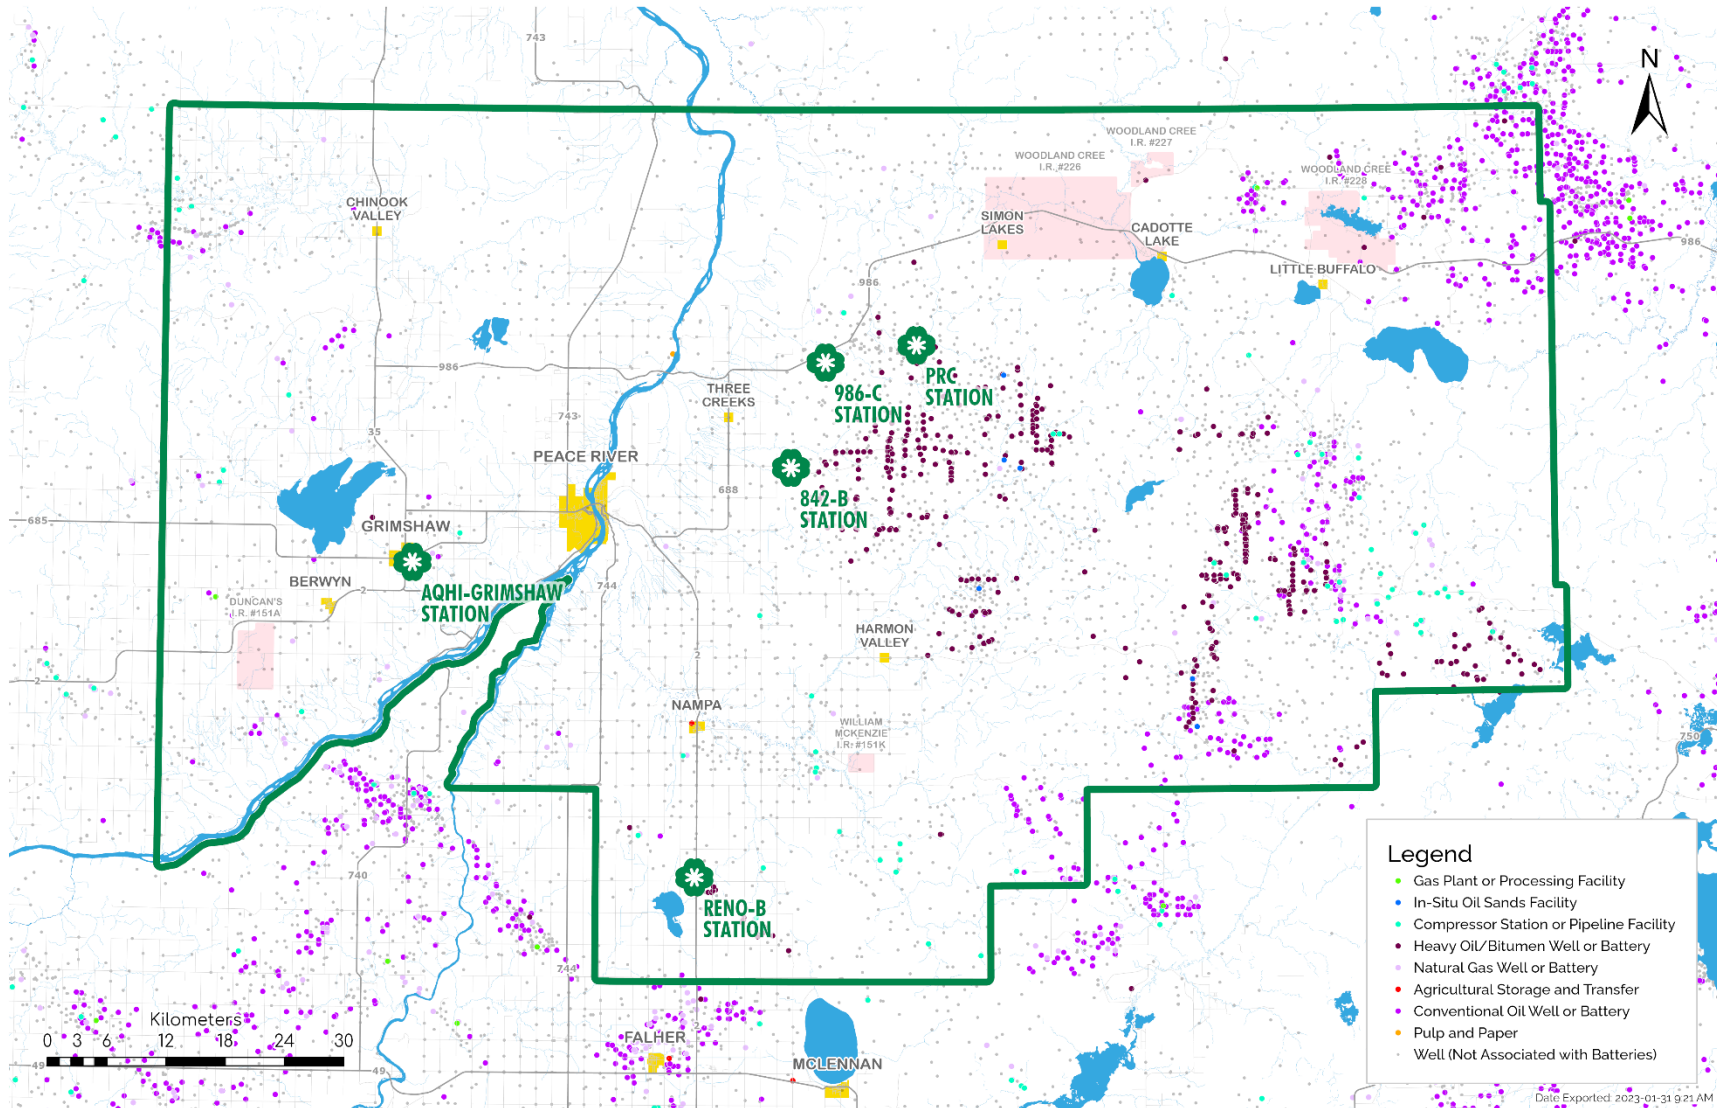 743
N
WOODLAND CREE
I.R. #227
WOODLAND CREE
I.R. #226
WOODLAND CREE
I.R. #228
CHINOOK
VALLEY
SIMON
LAKES
CADOTTE
LAKE
986
LITTLE BUFFALO
986
986
THREE
CREEKS
986-C
STATION
PRC
STATION
743
35
PEACE RIVER
688
842-B
STATION
685
GRIMSHAW
BERWYN
2
744
AQHI-GRIMSHAW
STATION
DUNCAN'S
I.R. #151A
HARMON
VALLEY
2
2
NAMPA
WILLIAM
MCKENZIE
I.R. #151K
750
740
RENO-B
STATION
744
2
FALHER
MCLENNAN
49
49
Kilometers
0 3 6 12 18 24 30
Legend
Gas Plant or Processing Facility
In-Situ Oil Sands Facility
Compressor Station or Pipeline Facility
Heavy Oil/Bitumen Well or Battery
Natural Gas Well or Battery
Agricultural Storage and Transfer
Conventional Oil Well or Battery
Pulp and Paper
Well (Not Associated with Batteries)
Date Exported: 2023-01-31 9:21 AM